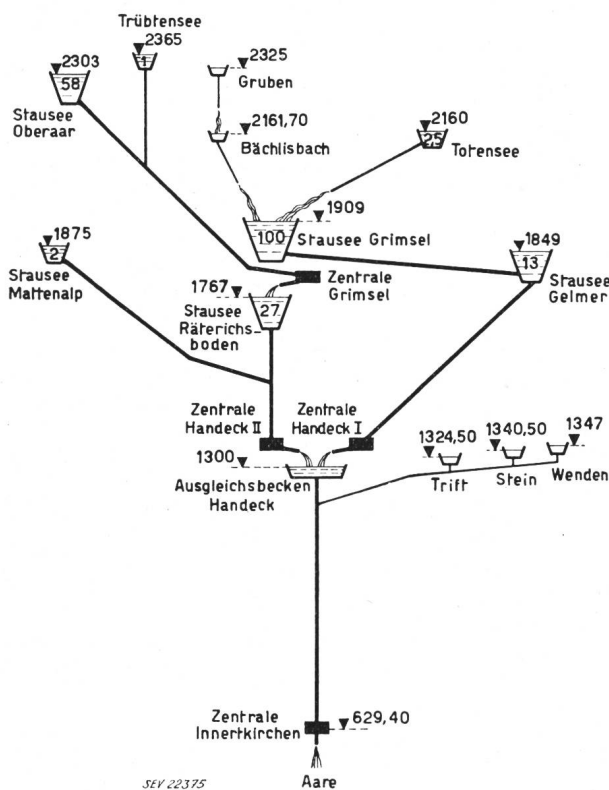 Trübtensee
2365
1
2303
58
Stausee
Oberaar
2325
Gruben
2161,70
Bächlisbach
2160
25
Totensee
1909
100
Stausee Grimsel
1875
2
Stausee
Mattenalp
1849
13
Stausee
Gelmer
Zentrale
Grimsel
1767
27
Stausee
Räterichs-
boden
Zentrale
Handeck II
Zentrale
Handeck I
1300
Ausgleichsbecken
Handeck
1324,50
Trift
1340,50
Stein
1347
Wenden
Zentrale
Innertkirchen
629,40
Aare
SEV 22375